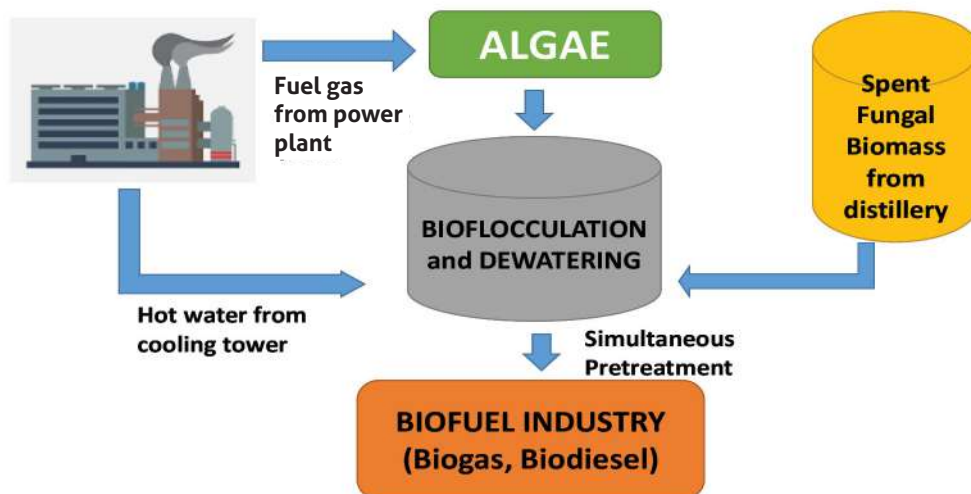 ALGAE
Fuel gas
from power
plant
Spent
Fungal
Biomass
from
distillery
BIOFLOCCULATION
and DEWATERING
Hot water from
cooling tower
Simultaneous
Pretreatment
BIOFUEL INDUSTRY
(Biogas, Biodiesel)